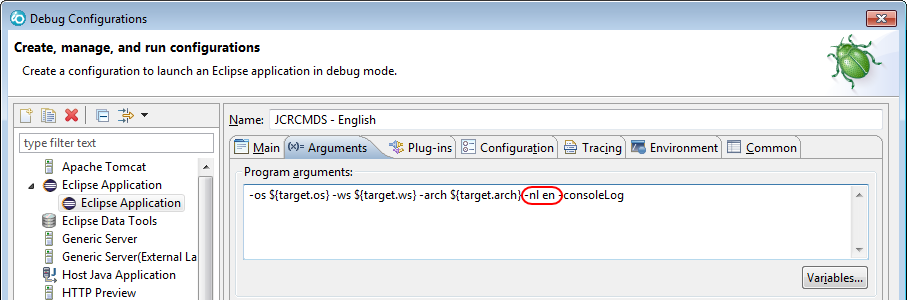 Debug Configurations
Create, manage, and run configurations
Create a configuration to launch an Eclipse application in debug mode.
type filter text
Apache Tomcat
Eclipse Application
Eclipse Application
Eclipse Data Tools
Generic Server
Generic Server(External La
Host Java Application
HTTP Preview
Name: JCRCMDS - English
Main Arguments Plug-ins Configuration Tracing Environment Common
Program arguments:
-os ${target.os} -ws ${target.ws} -arch ${target.arch} -nl en -consoleLog
Variables...